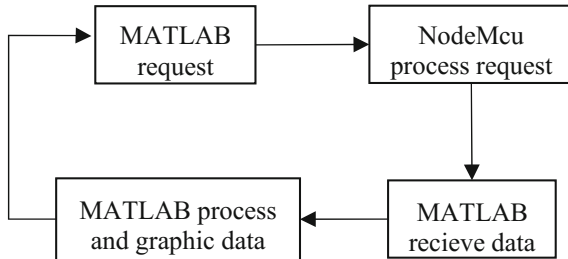 MATLAB
request
NodeMcu
process request
MATLAB process
and graphic data
MATLAB
recieve data